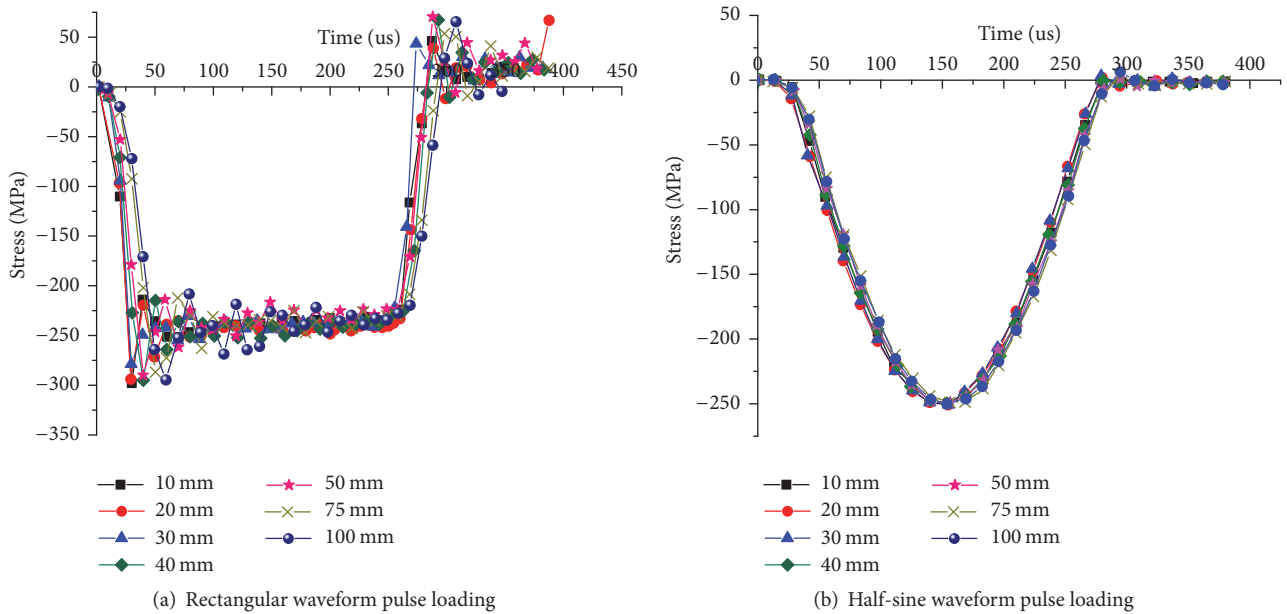 50
0
−50
−100
−150
−200
−250
−300
−350
Stress (MPa)
Time (us)
0 50 100 150 200 250 300 350 400 450
10 mm
20 mm
30 mm
40 mm
50 mm
75 mm
100 mm
(a) Rectangular waveform pulse loading
50
0
−50
−100
−150
−200
−250
Stress (MPa)
Time (us)
0 50 100 150 200 250 300 350 400 450
10 mm
20 mm
30 mm
40 mm
50 mm
75 mm
100 mm
(b) Half-sine waveform pulse loading